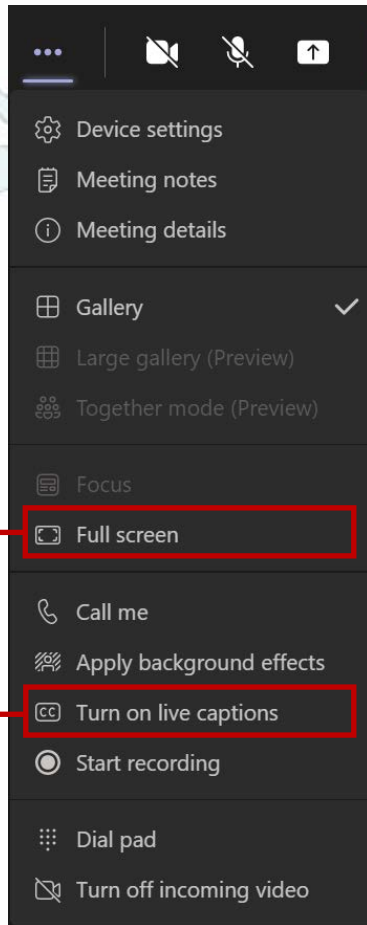 Device settings
Meeting notes
Meeting details
Gallery
Large gallery (Preview)
Together mode (Preview)
Focus
Full screen
Call me
Apply background effects
CC Turn on live captions
Start recording
Dial pad
Turn off incoming video